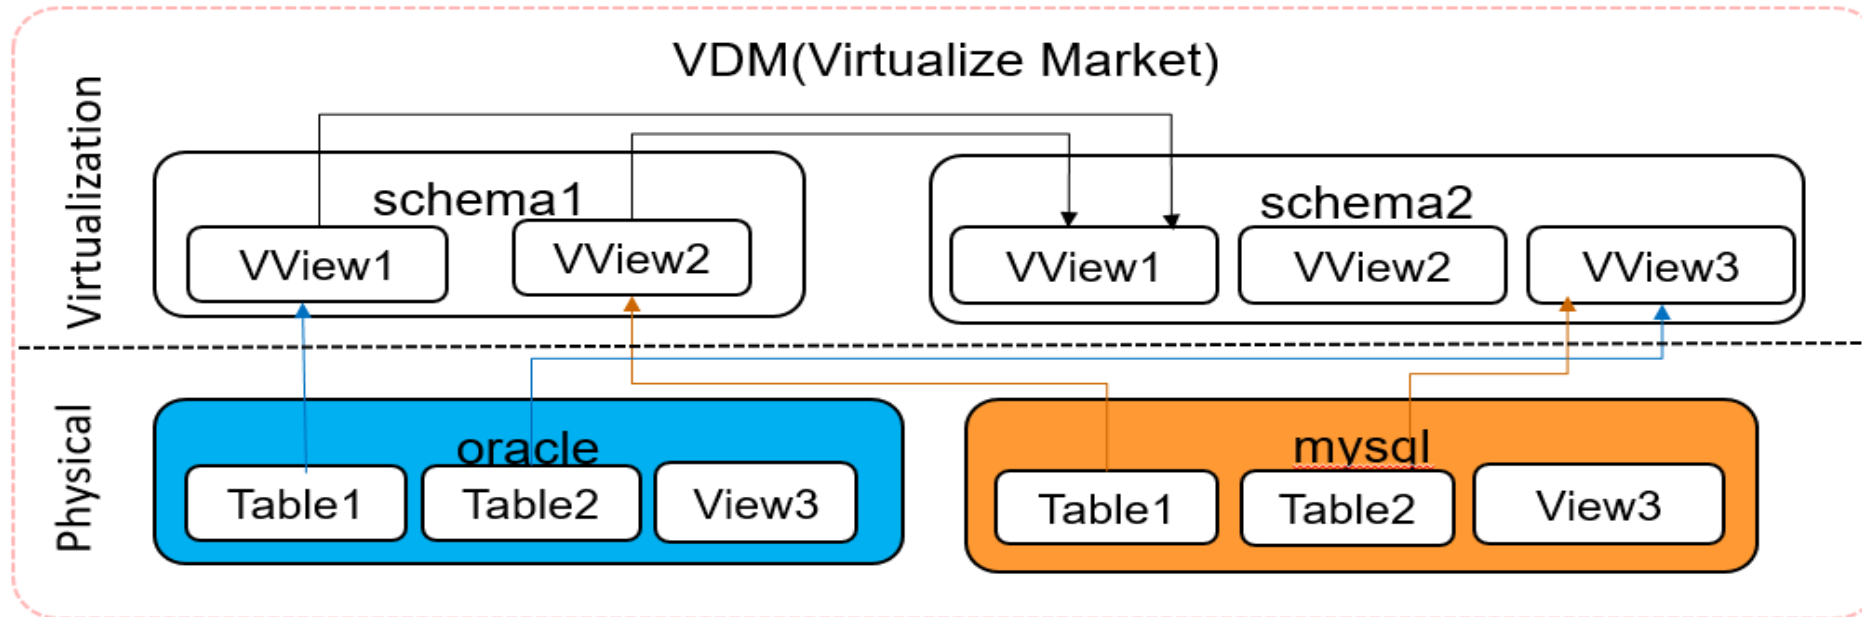 VDM(Virtualize Market)
Virtualization
schema1
VView1
VView2
schema2
VView1
VView2
VView3
Physical
oracle
Table1
Table2
View3
mysql
Table1
Table2
View3